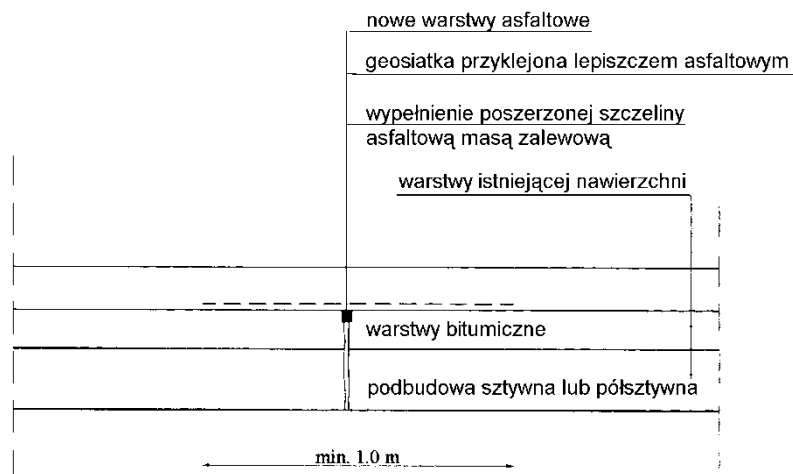 nowe warstwy asfaltowe
geosiatka przyklejona lepiszczem asfaltowym
wypełnienie poszerzonej szczeliny
asfaltową masą zalewową
warstwy istniejącej nawierzchni
warstwy bitumiczne
podbudowa sztywna lub półsztywna
min. 1.0 m